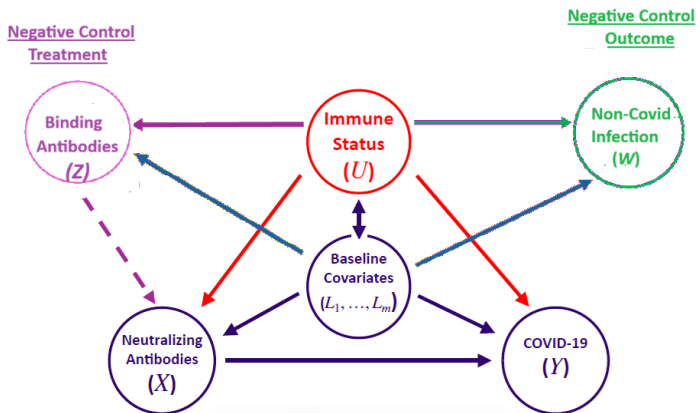 Negative Control
Treatment
Negative Control
Outcome
Binding
Antibodies
(Z)
Immune
Status
(U)
Non-Covid
Infection
(W)
Baseline
Covariates
(L₁, …, Lₘ)
Neutralizing
Antibodies
(X)
COVID-19
(Y)